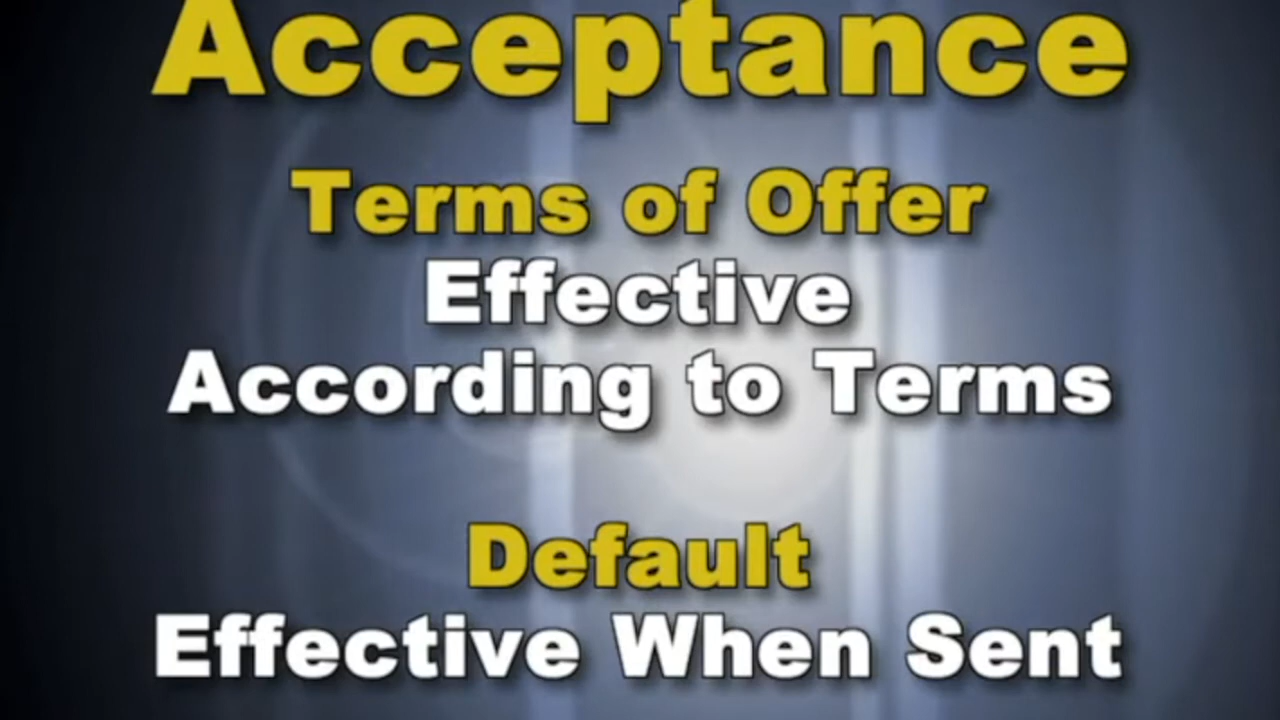 Acceptance
Terms of Offer
Effective
According to Terms
Default
Effective When Sent